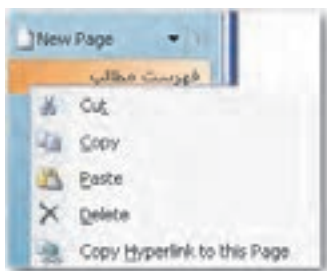 New Page
فهرست مطالب
Cut
Copy
Paste
Delete
Copy Hyperlink to this Page